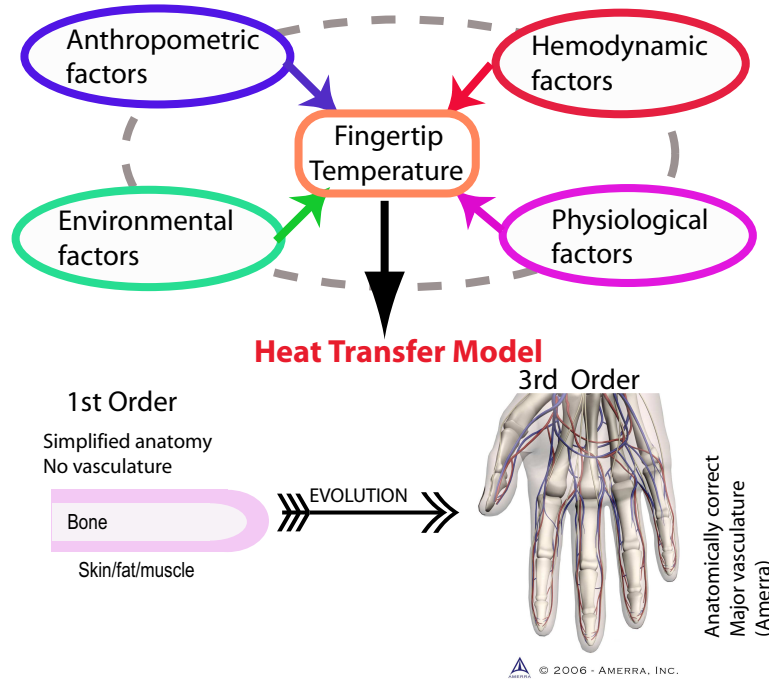 Anthropometric
factors
Hemodynamic
factors
Fingertip
Temperature
Environmental
factors
Physiological
factors
Heat Transfer Model
1st Order
Simplified anatomy
No vasculature
Bone
Skin/fat/muscle
EVOLUTION
3rd Order
Anatomically correct
Major vasculature
(Amerra)
AMERRA
© 2006 - AMERRA, INC.